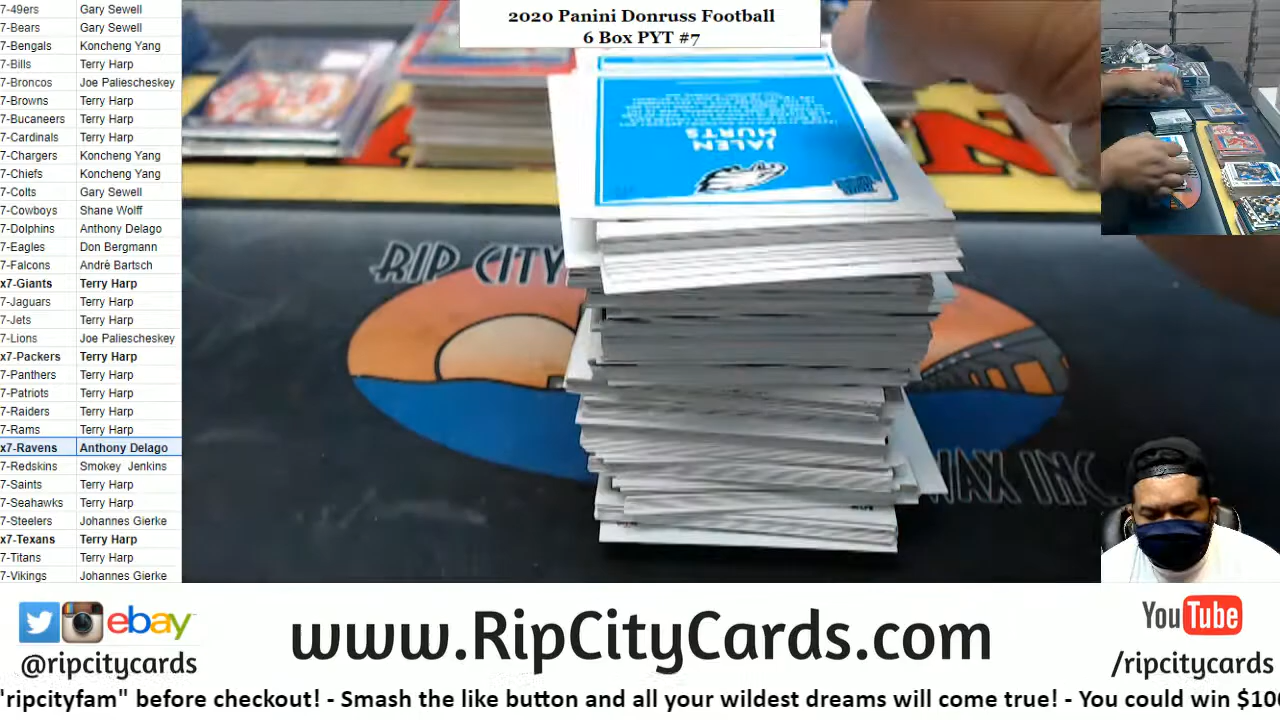 2020 Panini Donruss Football
6 Box PYT #7
7-49ers Gary Sewell
7-Bears Gary Sewell
7-Bengals Koncheng Yang
7-Bills Terry Harp
7-Broncos Joe Paliescheskey
7-Browns Terry Harp
7-Bucaneers Terry Harp
7-Cardinals Terry Harp
7-Chargers Koncheng Yang
7-Chiefs Koncheng Yang
7-Colts Gary Sewell
7-Cowboys Shane Wolff
7-Dolphins Anthony Delago
7-Eagles Don Bergmann
7-Falcons Andrè Bartsch
x7-Giants Terry Harp
7-Jaguars Terry Harp
7-Jets Terry Harp
7-Lions Joe Paliescheskey
x7-Packers Terry Harp
7-Panthers Terry Harp
7-Patriots Terry Harp
7-Raiders Terry Harp
7-Rams Terry Harp
x7-Ravens Anthony Delago
7-Redskins Smokey Jenkins
7-Saints Terry Harp
7-Seahawks Terry Harp
7-Steelers Johannes Gierke
x7-Texans Terry Harp
7-Titans Terry Harp
7-Vikings Johannes Gierke
JALEN
HURTS
RIP CITY
WAX INC.
ebay
@ripcitycards
www.RipCityCards.com
YouTube
/ripcitycards
"ripcityfam" before checkout! - Smash the like button and all your wildest dreams will come true! - You could win $100